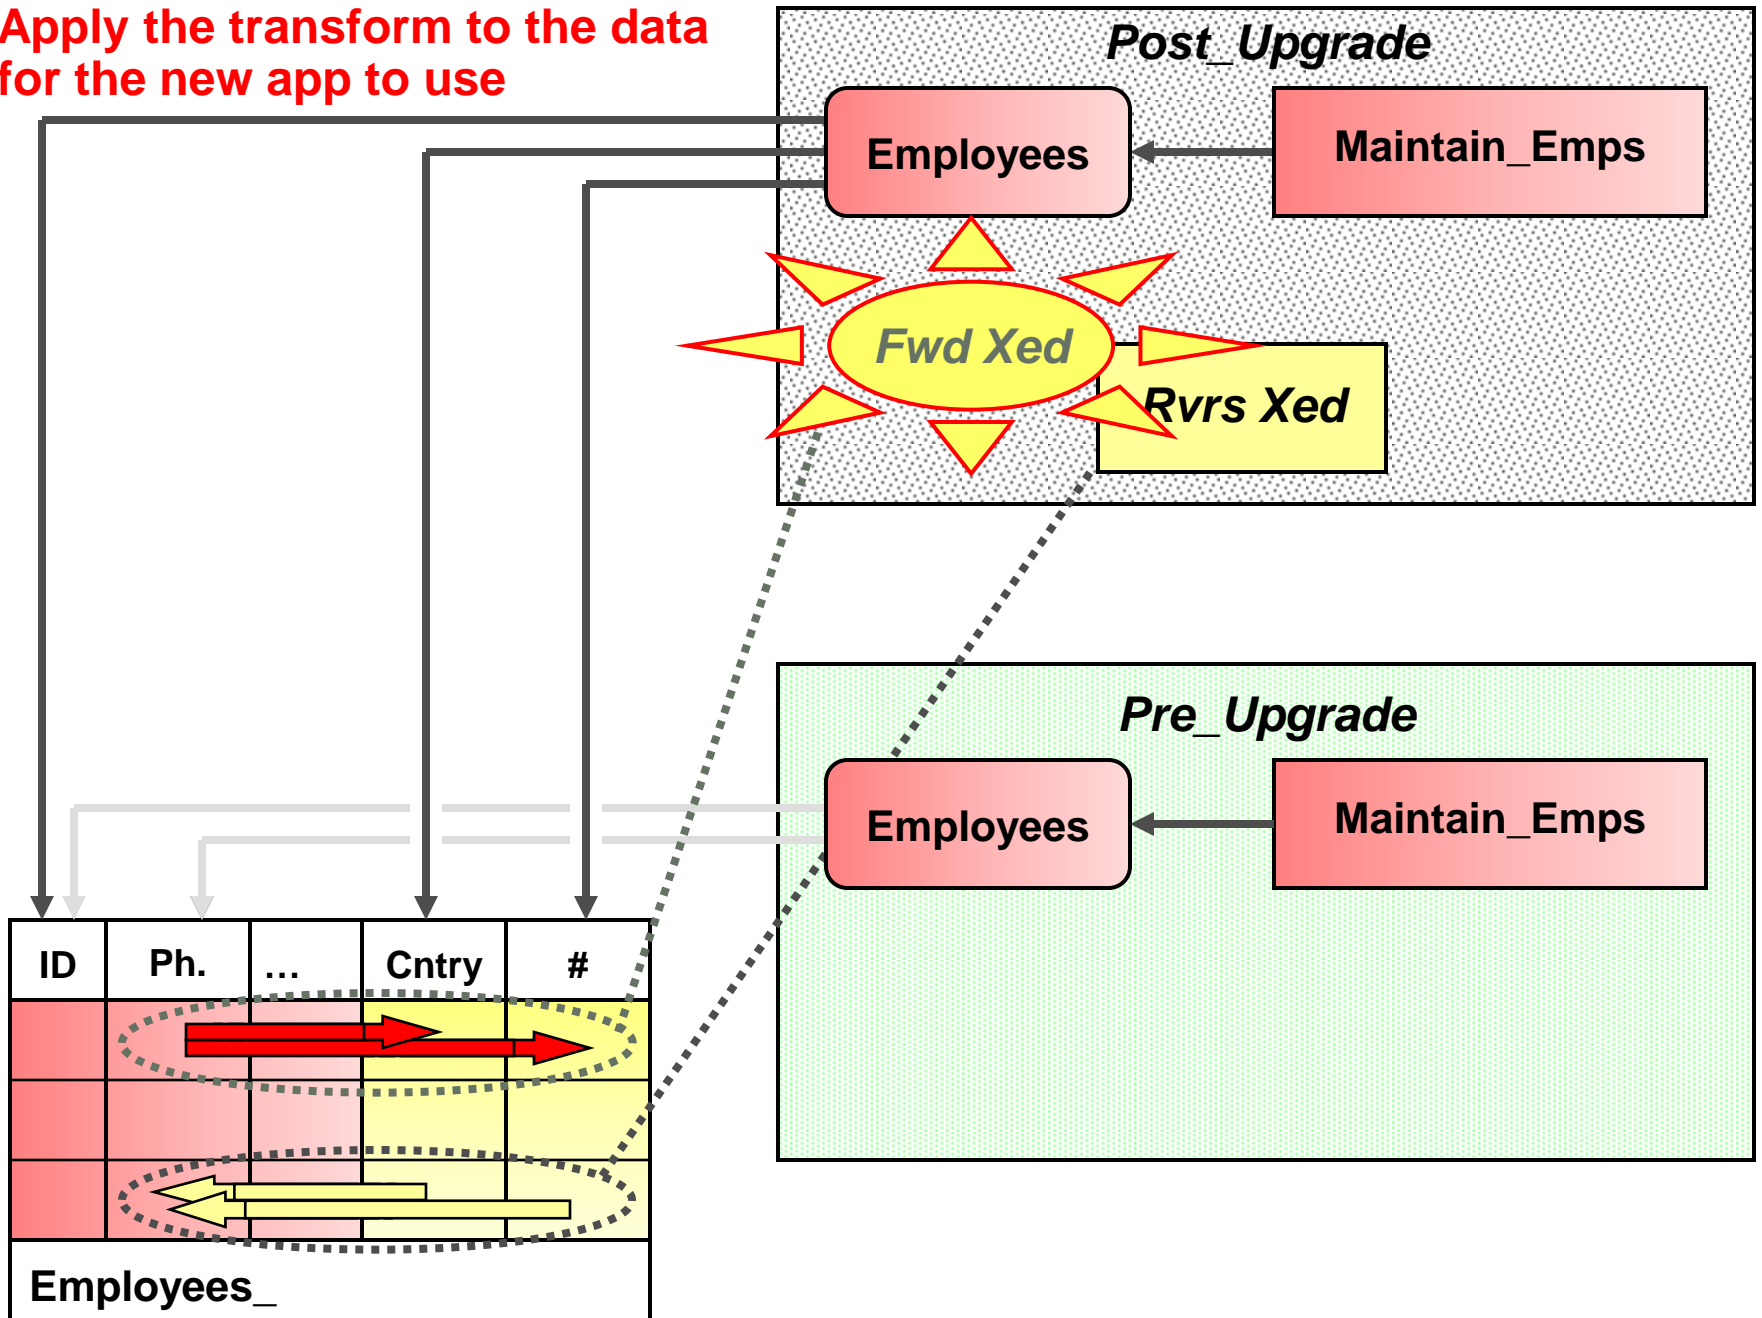 Apply the transform to the data
for the new app to use
Post_Upgrade
Employees
Maintain_Emps
Fwd Xed
Rvrs Xed
Pre_Upgrade
Employees
Maintain_Emps
ID Ph. … Cntry #
Employees_